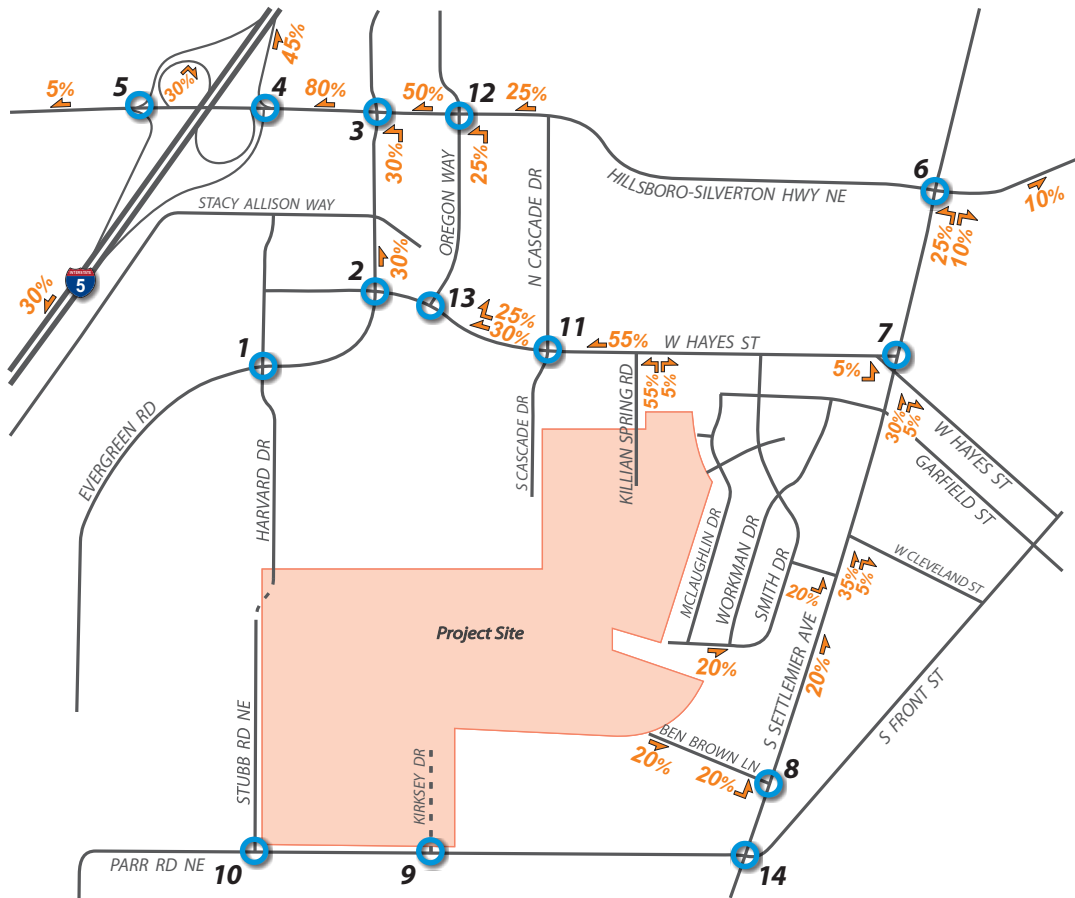 45%
5%
5
30%
4
80%
3
50%
12
25%
30%
OREGON WAY
25%
N CASCADE DR
HILLSBORO-SILVERTON HWY NE
6
10%
25%
10%
STACY ALLISON WAY
INTERSTATE
5
30%
2
30%
13
25%
30%
11
55%
W HAYES ST
7
1
5%
55%
5%
KILLIAN SPRING RD
30%
5%
W HAYES ST
GARFIELD ST
EVERGREEN RD
HARVARD DR
S CASCADE DR
MCLAUGHLIN DR
WORKMAN DR
SMITH DR
20%
35%
5%
W CLEVELAND ST
Project Site
20%
S SETTLEMIER AVE
20%
S FRONT ST
STUBB RD NE
KIRKSEY DR
BEN BROWN LN
20%
20%
8
PARR RD NE
10
9
14